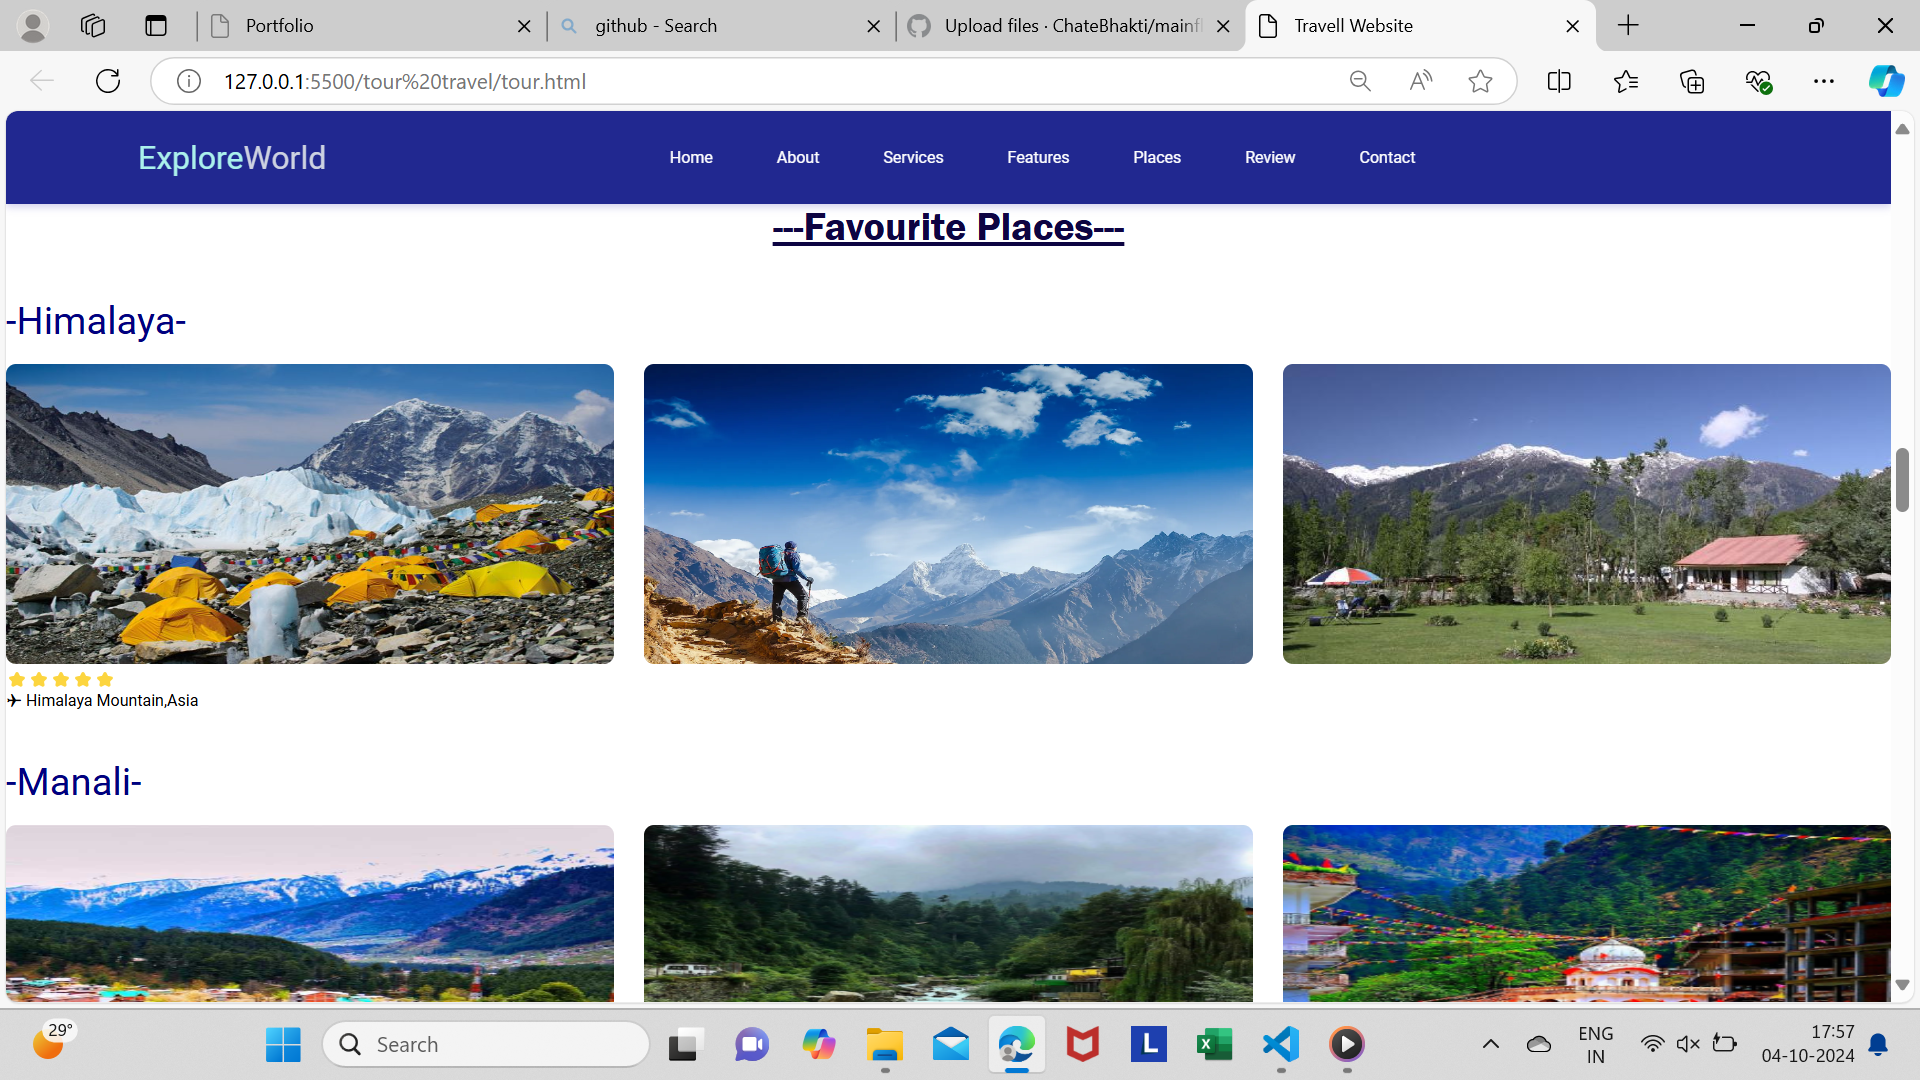 Portfolio
github - Search
Upload files · ChateBhakti/mainfl
Travell Website
127.0.0.1:5500/tour%20travel/tour.html
ExploreWorld
Home
About
Services
Features
Places
Review
Contact
---Favourite Places---
-Himalaya-
✈ Himalaya Mountain,Asia
-Manali-
29°
Search
L
ENG
IN
17:57
04-10-2024